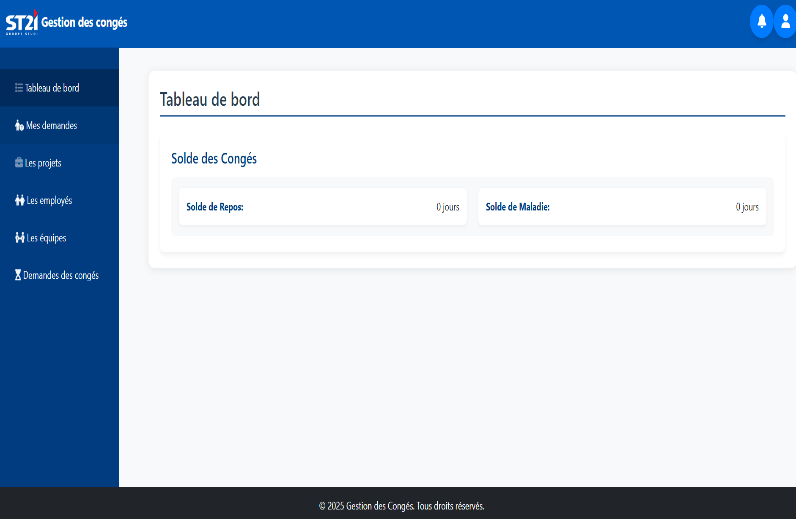 ST2I Gestion des congés
Tableau de bord
Mes demandes
Les projets
Les employés
Les équipes
Demandes des congés
Tableau de bord
Solde des Congés
Solde de Repos: 0 jours
Solde de Maladie: 0 jours
© 2025 Gestion des Congés. Tous droits réservés.